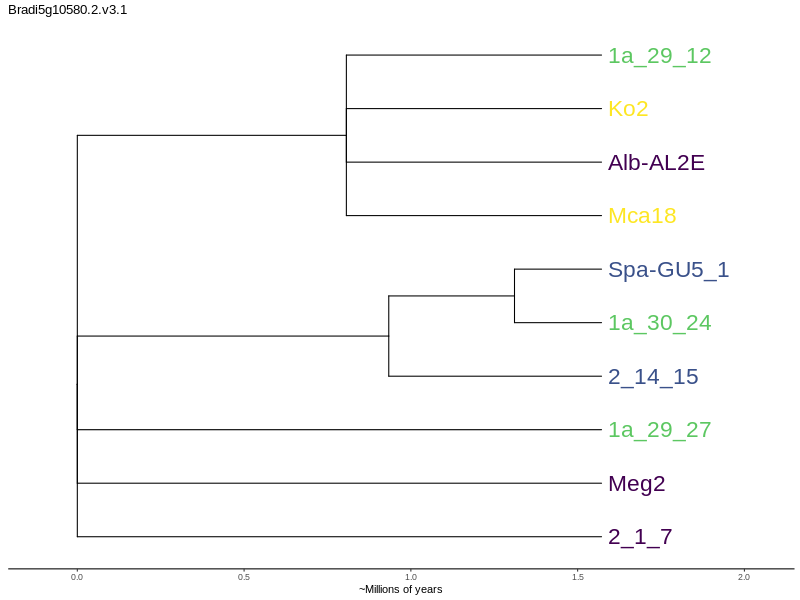 Bradi5g10580.2.v3.1
1a_29_12
Ko2
Alb-AL2E
Mca18
Spa-GU5_1
1a_30_24
2_14_15
1a_29_27
Meg2
2_1_7
0.0 0.5 1.0 1.5 2.0
~Millions of years